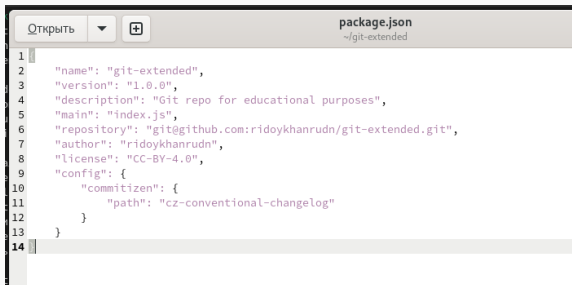 Открыть
package.json
~/git-extended
1 {
2 "name": "git-extended",
3 "version": "1.0.0",
4 "description": "Git repo for educational purposes",
5 "main": "index.js",
6 "repository": "git@github.com:ridoykhanrudn/git-extended.git",
7 "author": "ridoykhanrudn",
8 "license": "CC-BY-4.0",
9 "config": {
10 "commitizen": {
11 "path": "cz-conventional-changelog"
12 }
13 }
14 }